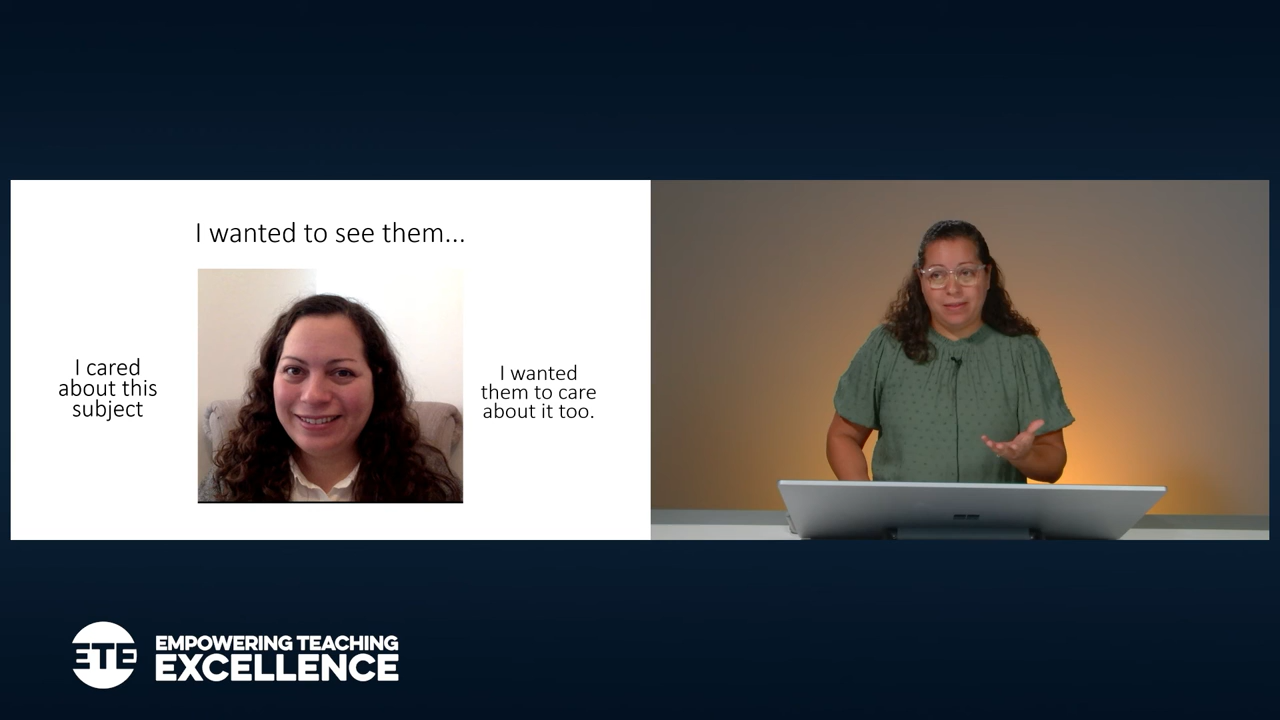 I wanted to see them...
I cared
about this
subject
I wanted
them to care
about it too.
ETE
EMPOWERING TEACHING
EXCELLENCE